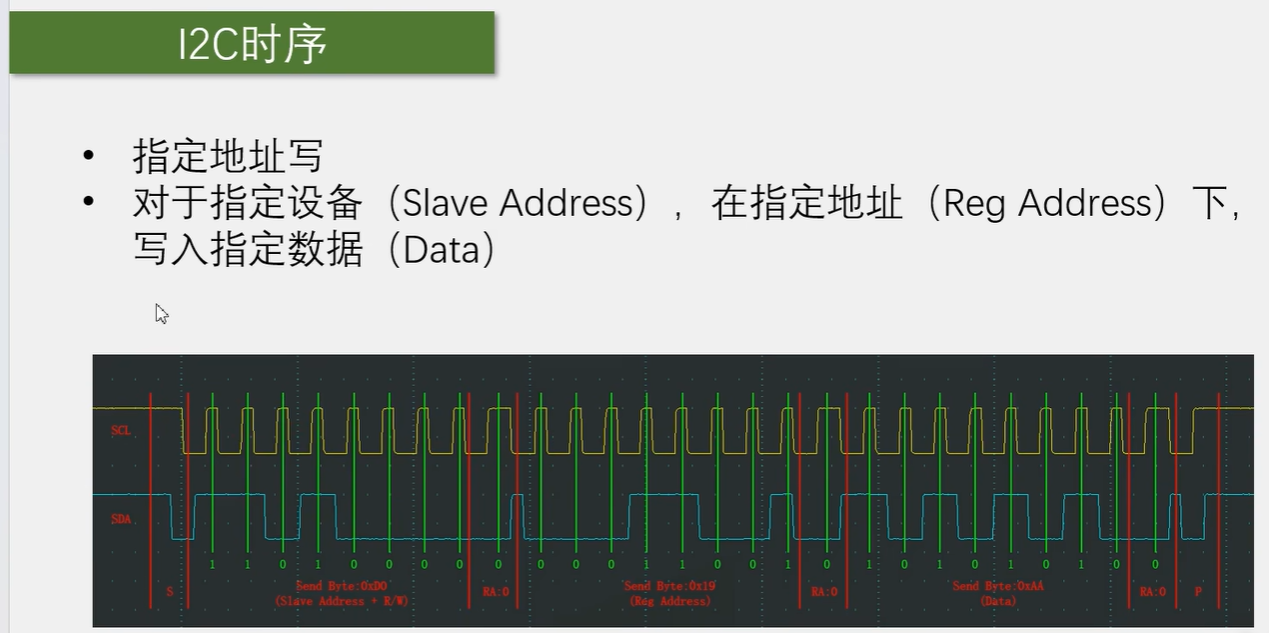 I2C时序
• 指定地址写
• 对于指定设备（Slave Address），在指定地址（Reg Address）下，
写入指定数据（Data）
SCL
SDA
1 1 0 1 0 0 0 0 0 0 0 0 1 1 0 0 1 0 1 0 1 0 1 0 1 0 0
S Send Byte:0xD0 RA:0 Send Byte:0x19 RA:0 Send Byte:0xAA RA:0 P
(Slave Address + R/W) (Reg Address) (Data)